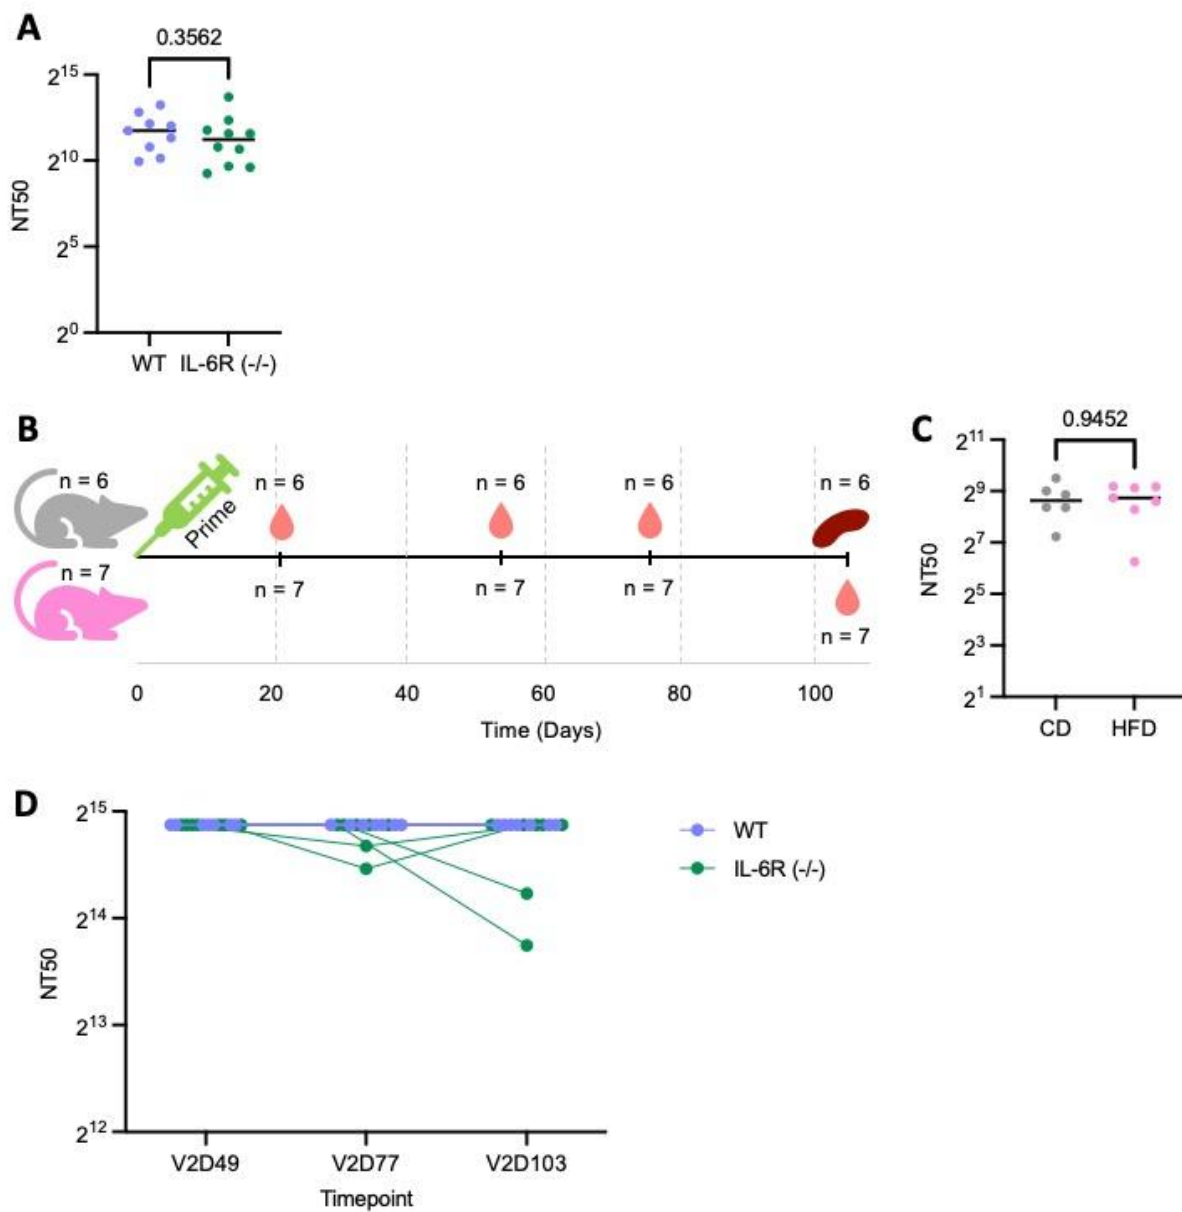 A
0.3562
2^15
2^10
2^5
2^0
NT50
WT IL-6R (-/-)
B
n = 6
Prime
n = 6
n = 6
n = 6
n = 6
n = 7
n = 7
n = 7
n = 7
n = 7
0 20 40 60 80 100
Time (Days)
C
0.9452
2^11
2^9
2^7
2^5
2^3
2^1
NT50
CD HFD
D
2^15
2^14
2^13
2^12
NT50
V2D49 V2D77 V2D103
Timepoint
WT
IL-6R (-/-)